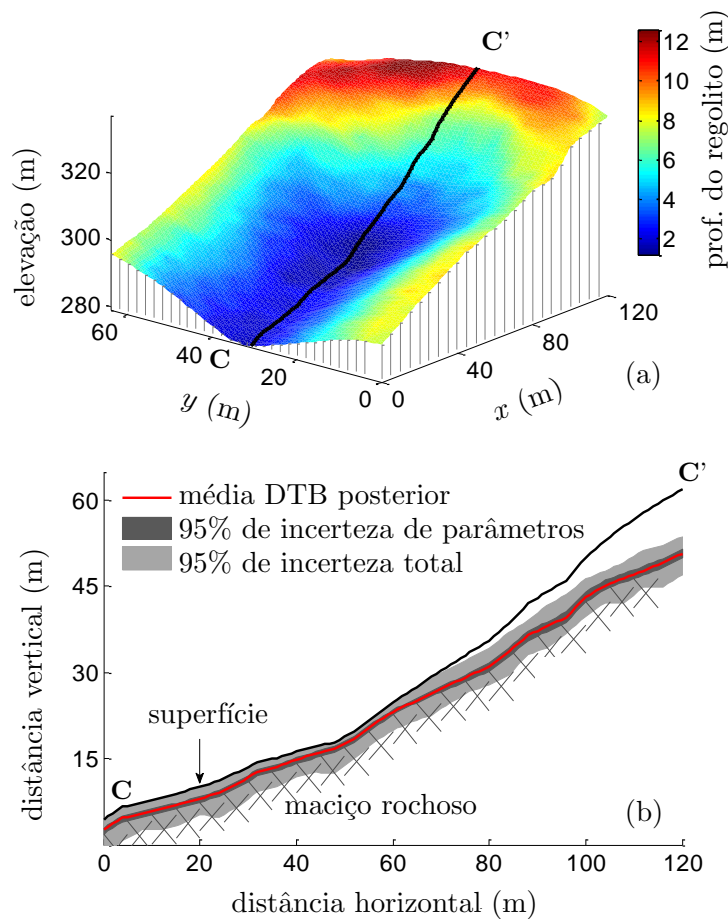 C'
12
10
8
6
4
2
prof. do regolito (m)
elevação (m)
320
300
280
60
40
20
0
C
y (m)
0
40
80
120
x (m)
(a)
C'
média DTB posterior
95% de incerteza de parâmetros
95% de incerteza total
distância vertical (m)
60
45
30
15
superfície
C
maciço rochoso
(b)
0
20
40
60
80
100
120
distância horizontal (m)